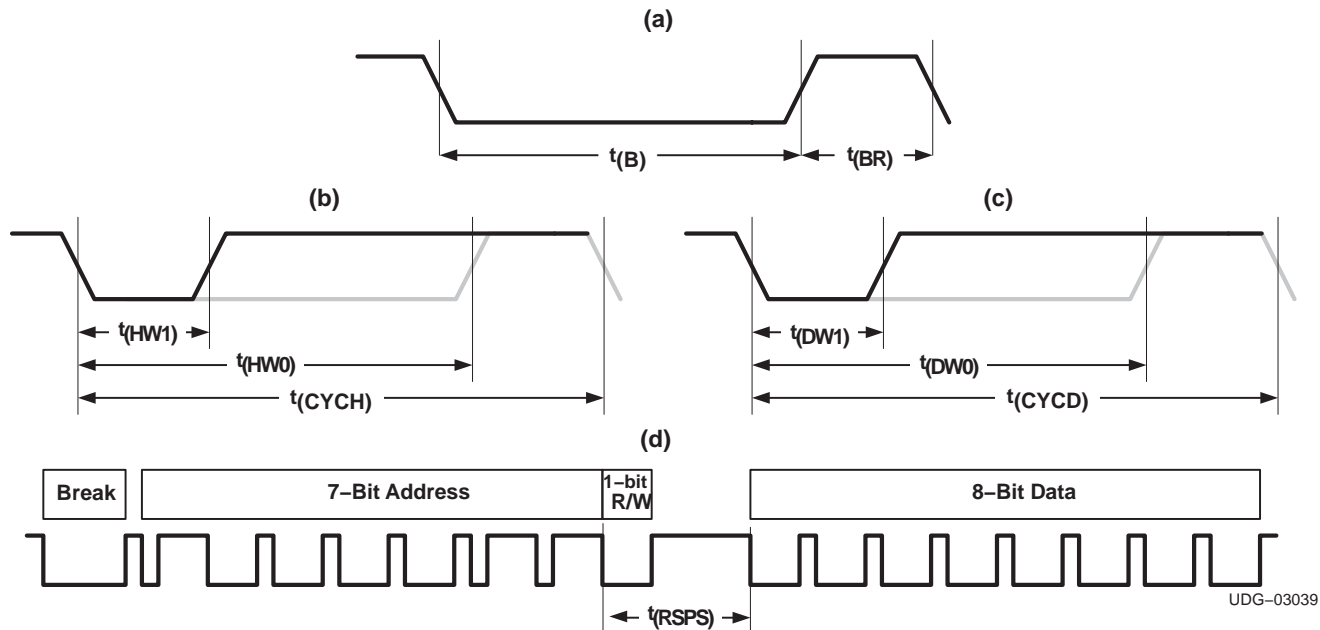 (a)
t(B)
t(BR)
(b)
(c)
t(HW1)
t(HW0)
t(CYCH)
t(DW1)
t(DW0)
t(CYCD)
(d)
Break
7–Bit Address
1–bit
R/W
8–Bit Data
t(RSPS)
UDG–03039